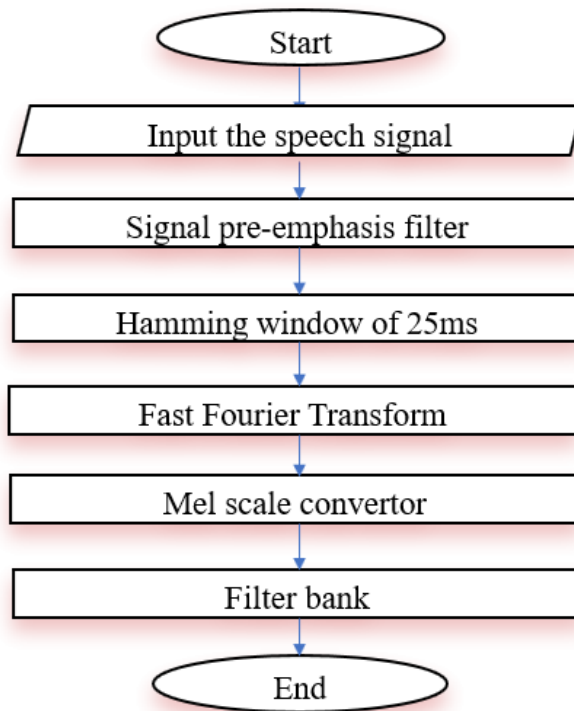 Start
Input the speech signal
Signal pre-emphasis filter
Hamming window of 25ms
Fast Fourier Transform
Mel scale convertor
Filter bank
End